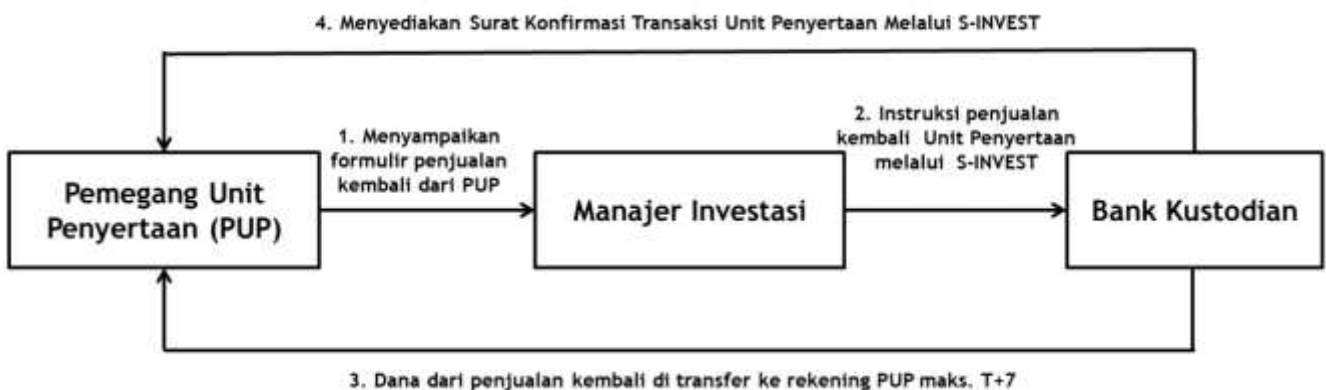 4. Menyediakan Surat Konfirmasi Transaksi Unit Penyertaan Melalui S-INVEST
1. Menyampaikan
formulir penjualan
kembali dari PUP
2. Instruksi penjualan
kembali Unit Penyertaan
melalui S-INVEST
Pemegang Unit
Penyertaan (PUP)
Manajer Investasi
Bank Kustodian
3. Dana dari penjualan kembali di transfer ke rekening PUP maks. T+7